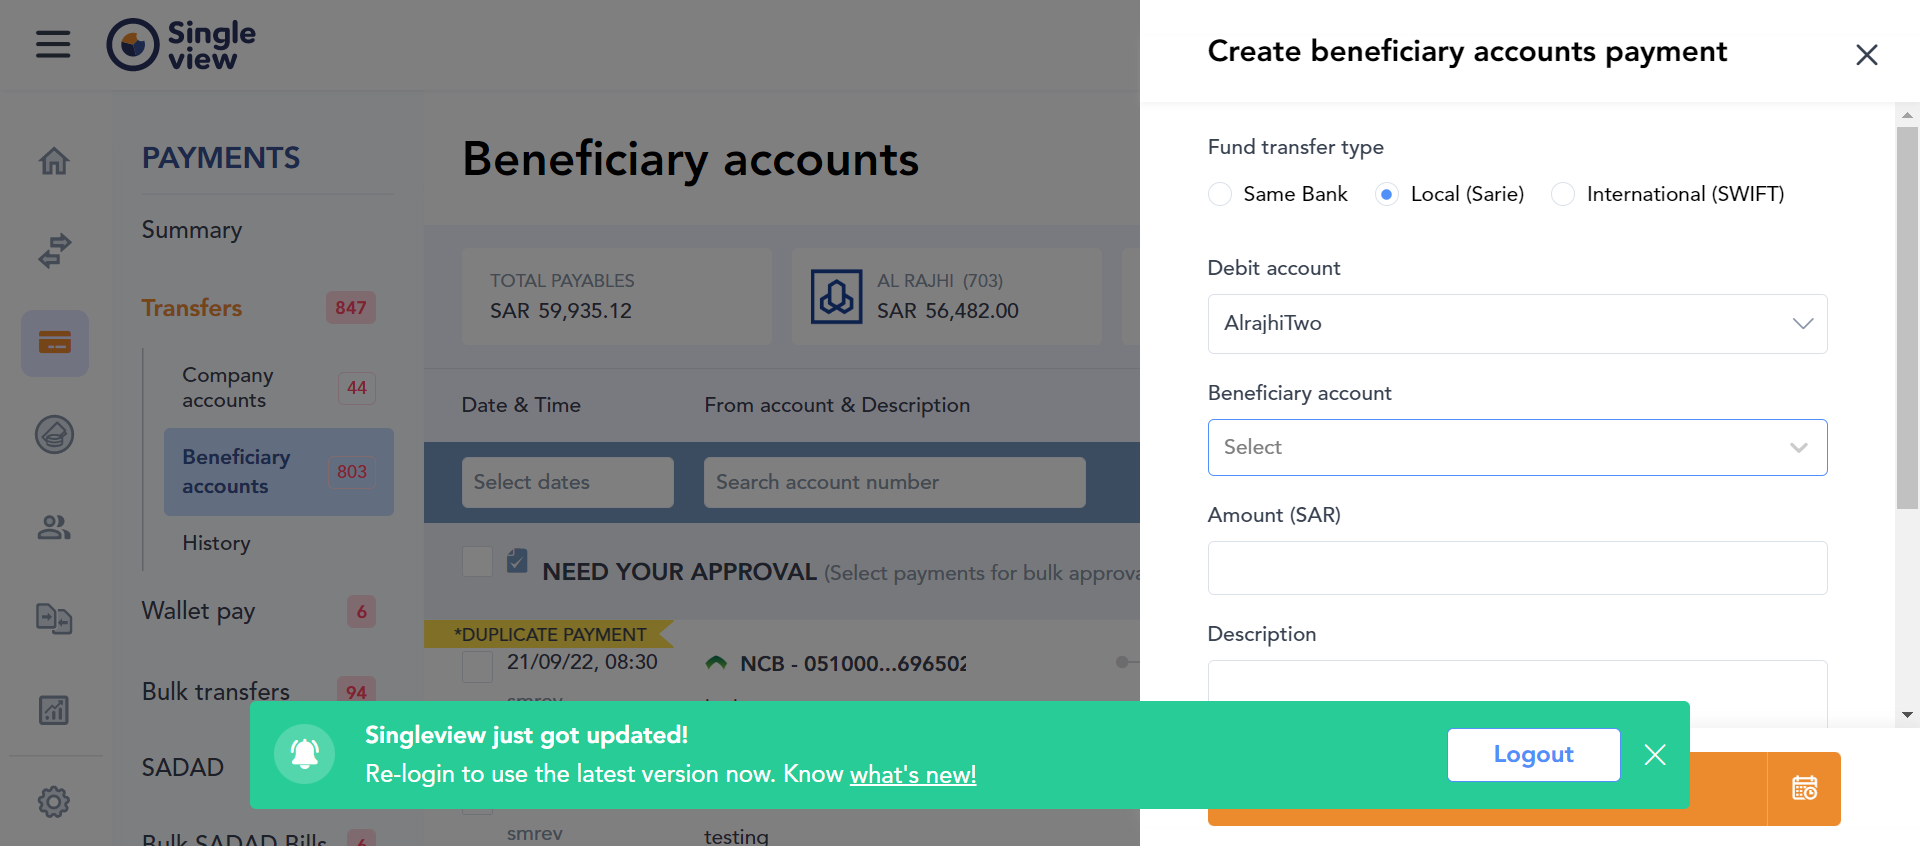 Single
view
PAYMENTS
Summary
Transfers 847
Company
accounts
44
Beneficiary
accounts
803
History
Wallet pay 6
Bulk transfers 94
SADAD
Bulk SADAD Bills 6
Beneficiary accounts
TOTAL PAYABLES
SAR 59,935.12
AL RAJHI (703)
SAR 56,482.00
Date & Time From account & Description
Select dates Search account number
NEED YOUR APPROVAL (Select payments for bulk approva
*DUPLICATE PAYMENT
21/09/22, 08:30 NCB - 051000...696502
smrev
smrev testing
Create beneficiary accounts payment
Fund transfer type
Same Bank Local (Sarie) International (SWIFT)
Debit account
AlrajhiTwo
Beneficiary account
Select
Amount (SAR)
Description
Singleview just got updated!
Re-login to use the latest version now. Know what's new!
Logout